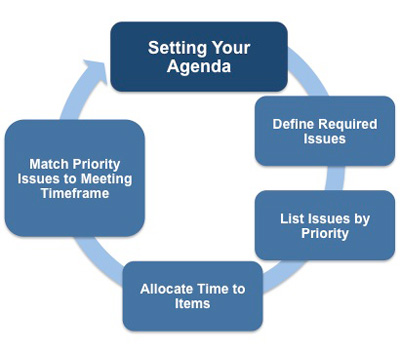 Setting Your
Agenda
Define Required
Issues
List Issues by
Priority
Allocate Time to
Items
Match Priority
Issues to Meeting
Timeframe